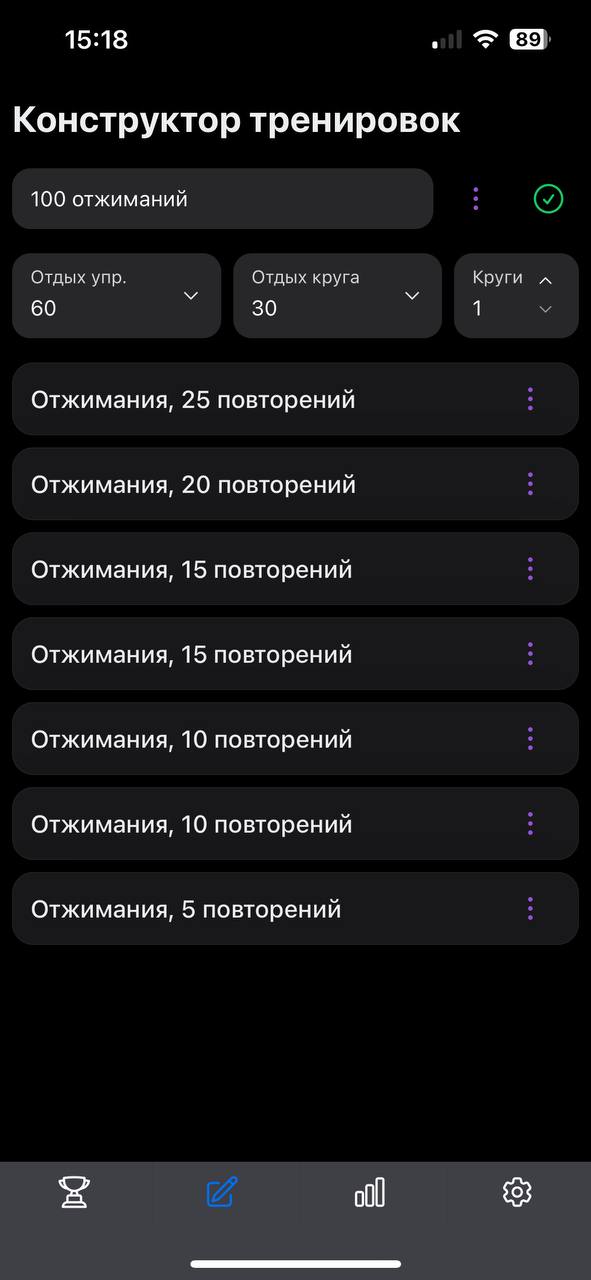 15:18
89
Конструктор тренировок
100 отжиманий
Отдых упр.
60
Отдых круга
30
Круги
1
Отжимания, 25 повторений
Отжимания, 20 повторений
Отжимания, 15 повторений
Отжимания, 15 повторений
Отжимания, 10 повторений
Отжимания, 10 повторений
Отжимания, 5 повторений